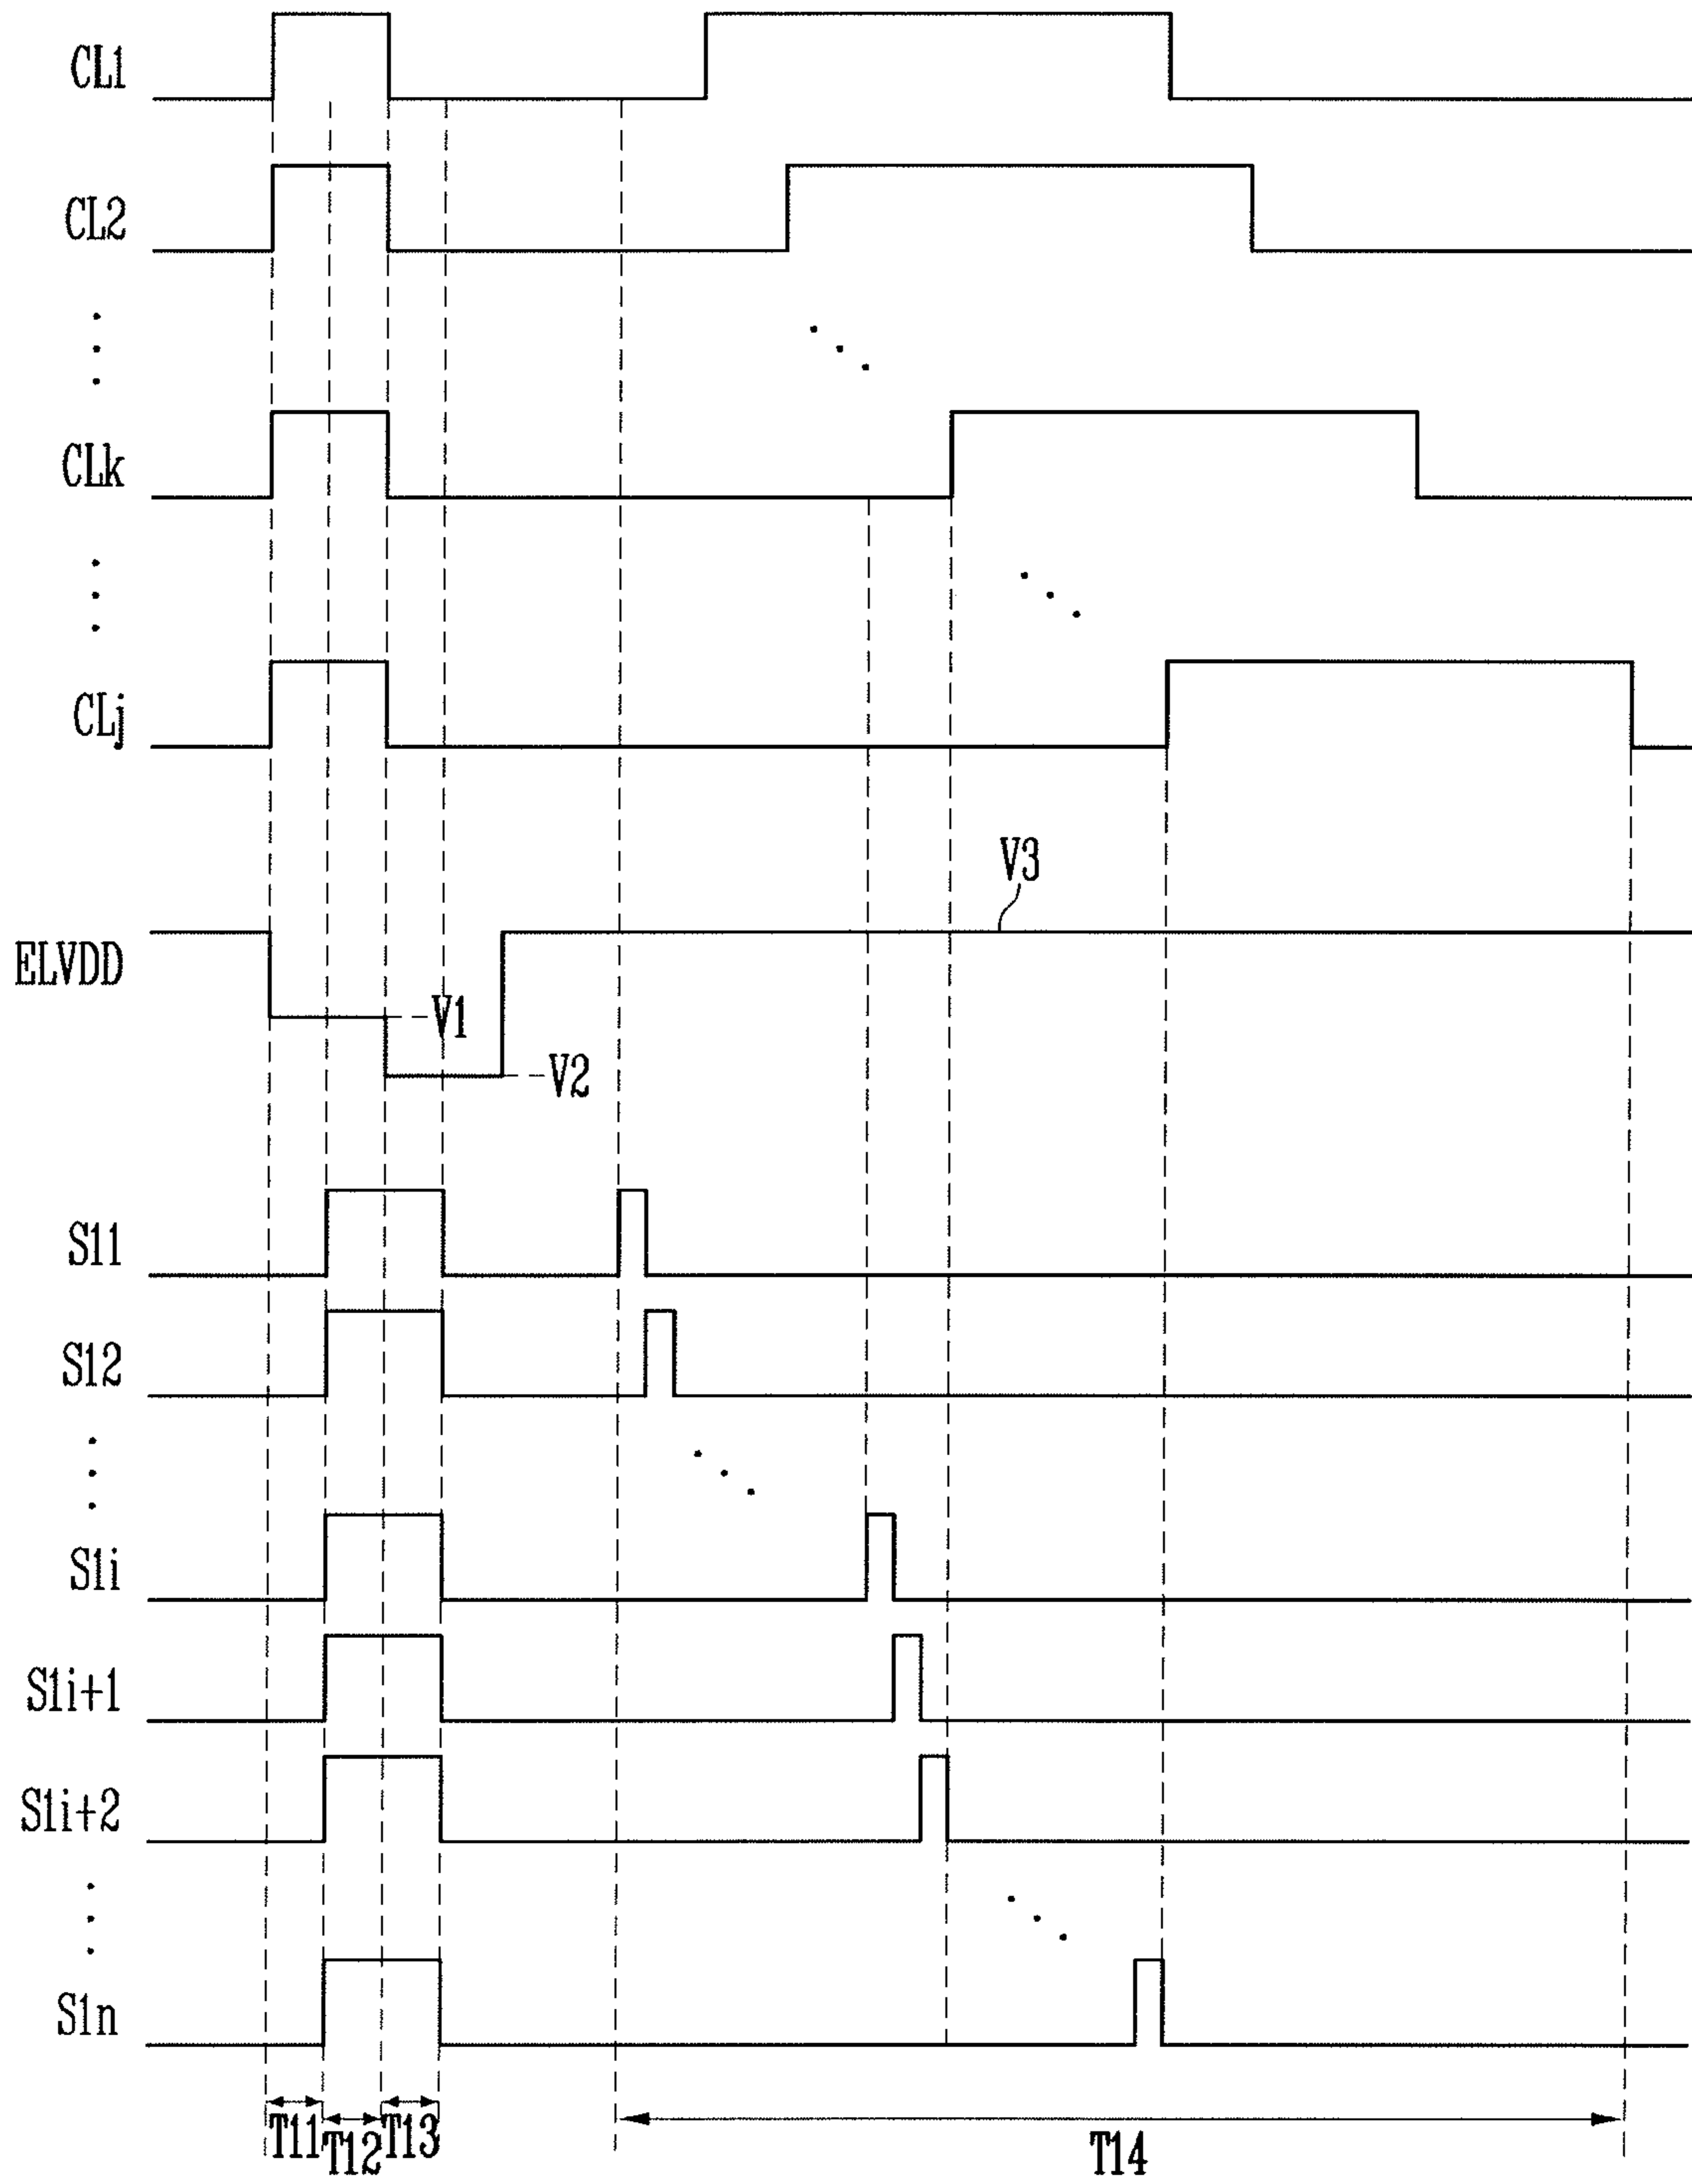 CL1
CL2
CLk
CLj
V3
ELVDD
V1
V2
S11
S12
S1i
S1i+1
S1i+2
S1n
T11
T12
T13
T14